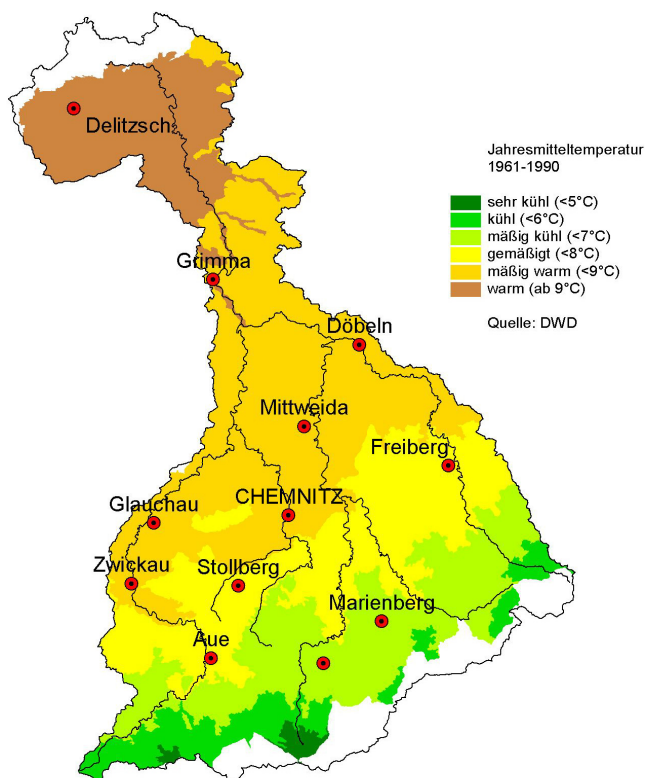 Delitzsch
Jahresmitteltemperatur
1961-1990
sehr kühl (<5°C)
kühl (<6°C)
mäßig kühl (<7°C)
gemäßigt (<8°C)
mäßig warm (<9°C)
warm (ab 9°C)
Quelle: DWD
Grimma
Döbeln
Mittweida
Freiberg
Glauchau
CHEMNITZ
Zwickau
Stollberg
Marienberg
Aue